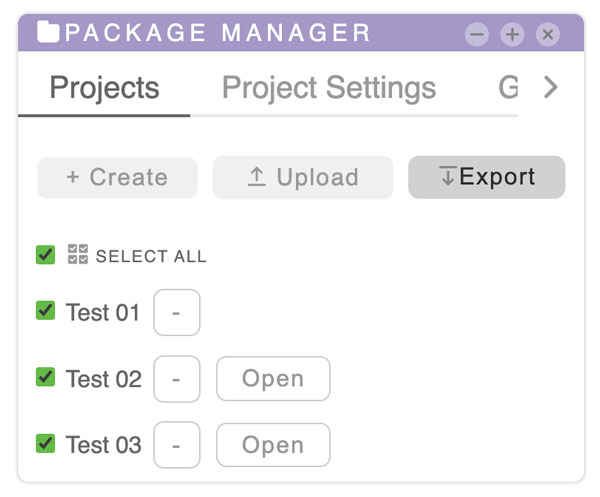 PACKAGE MANAGER
Projects Project Settings G
+ Create Upload Export
SELECT ALL
Test 01 -
Test 02 - Open
Test 03 - Open